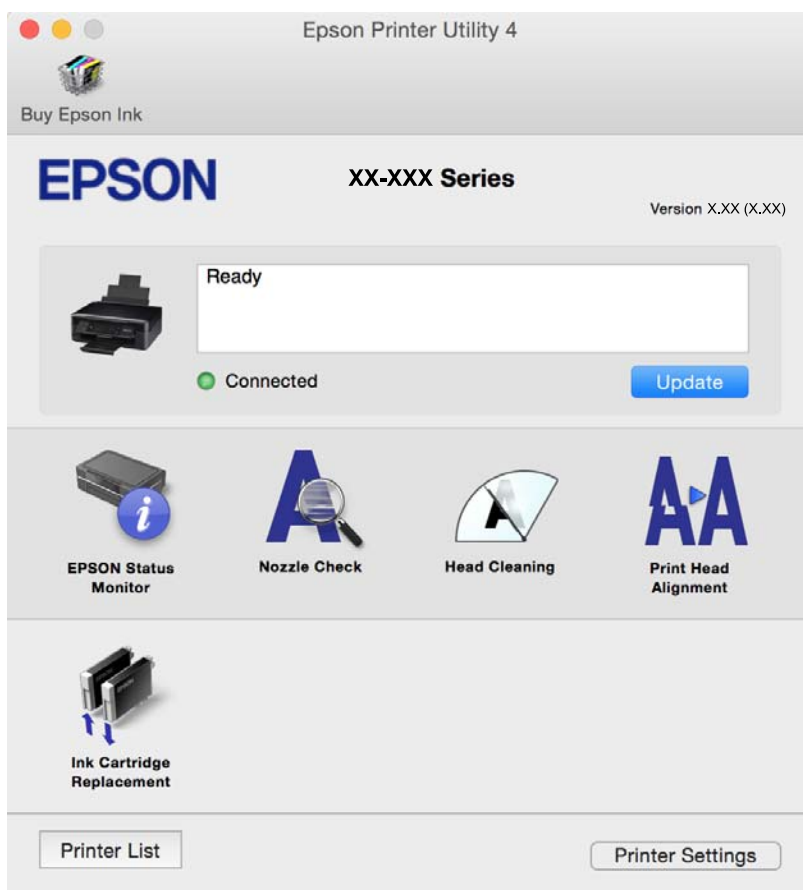 Epson Printer Utility 4
Buy Epson Ink
EPSON
XX-XXX Series
Version X.XX (X.XX)
Ready
Connected
Update
EPSON Status
Monitor
Nozzle Check
Head Cleaning
Print Head
Alignment
Ink Cartridge
Replacement
Printer List
Printer Settings